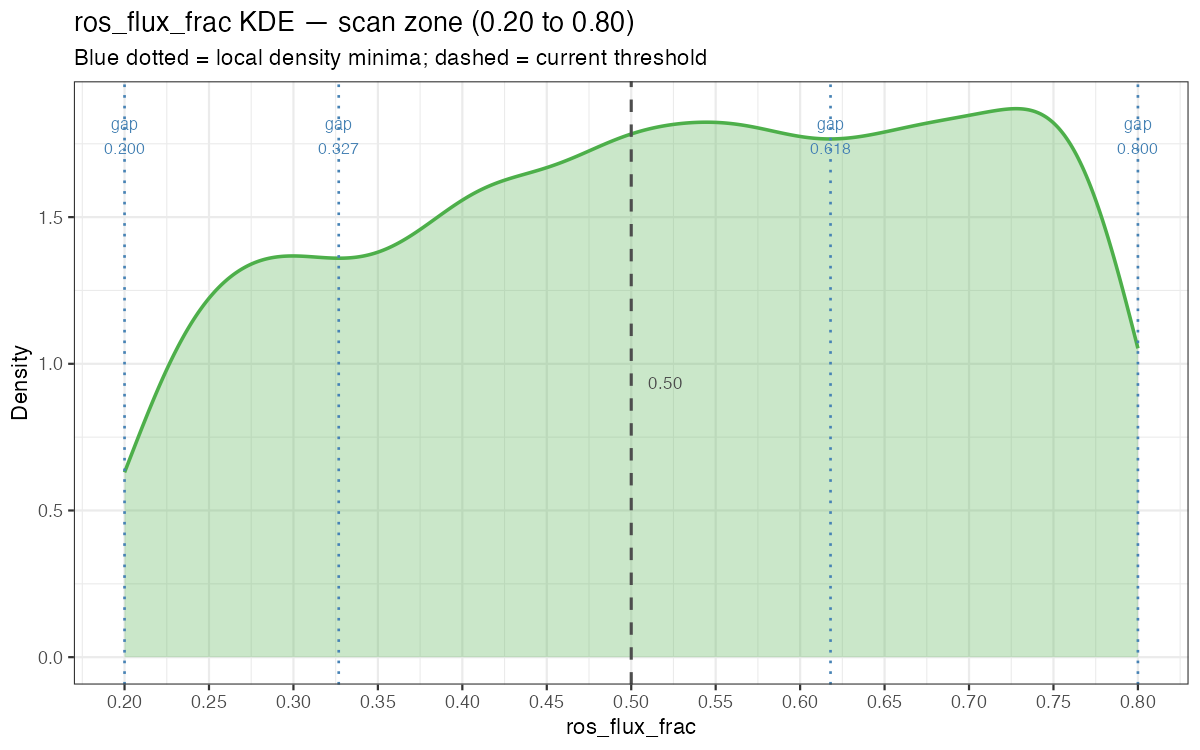 ros_flux_frac KDE — scan zone (0.20 to 0.80)
Blue dotted = local density minima; dashed = current threshold
gap
0.200
gap
0.327
gap
0.618
gap
0.800
0.50
Density
1.5
1.0
0.5
0.0
0.20 0.25 0.30 0.35 0.40 0.45 0.50 0.55 0.60 0.65 0.70 0.75 0.80
ros_flux_frac